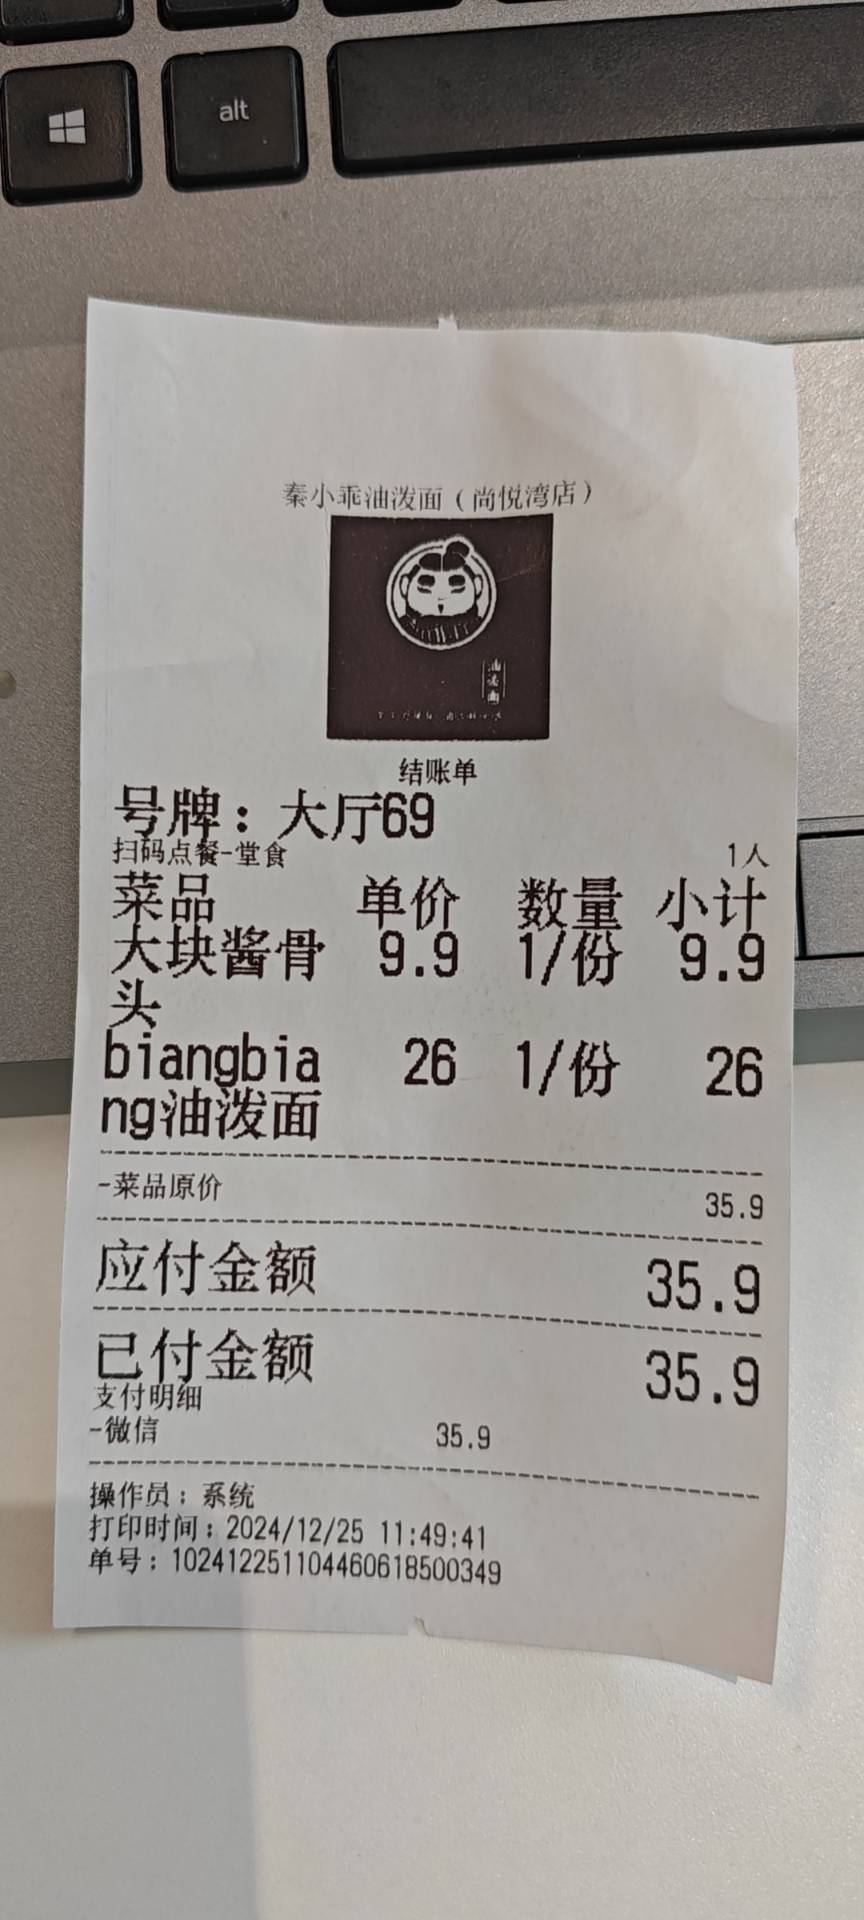 alt
秦小乖油泼面（尚悦湾店）
结账单
号牌：大厅69
扫码点餐-堂食 1人
菜品 单价 数量 小计
大块酱骨 9.9 1/份 9.9
头
biangbia 26 1/份 26
ng油泼面
-菜品原价 35.9
应付金额 35.9
已付金额 35.9
支付明细
-微信 35.9
操作员：系统
打印时间：2024/12/25 11:49:41
单号：102412251104460618500349